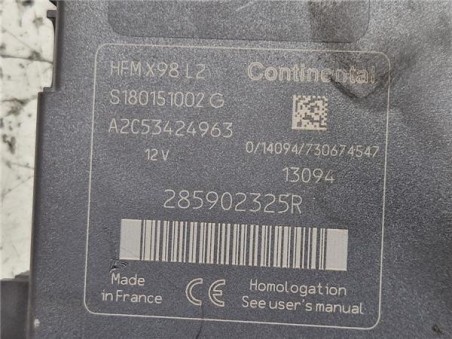 HFM X98 L2
Continental
S180151002 G
A2C53424963
12 V
0/14094/730674547
13094
285902325R
Made
in France
CE
Homologation
See user's manual